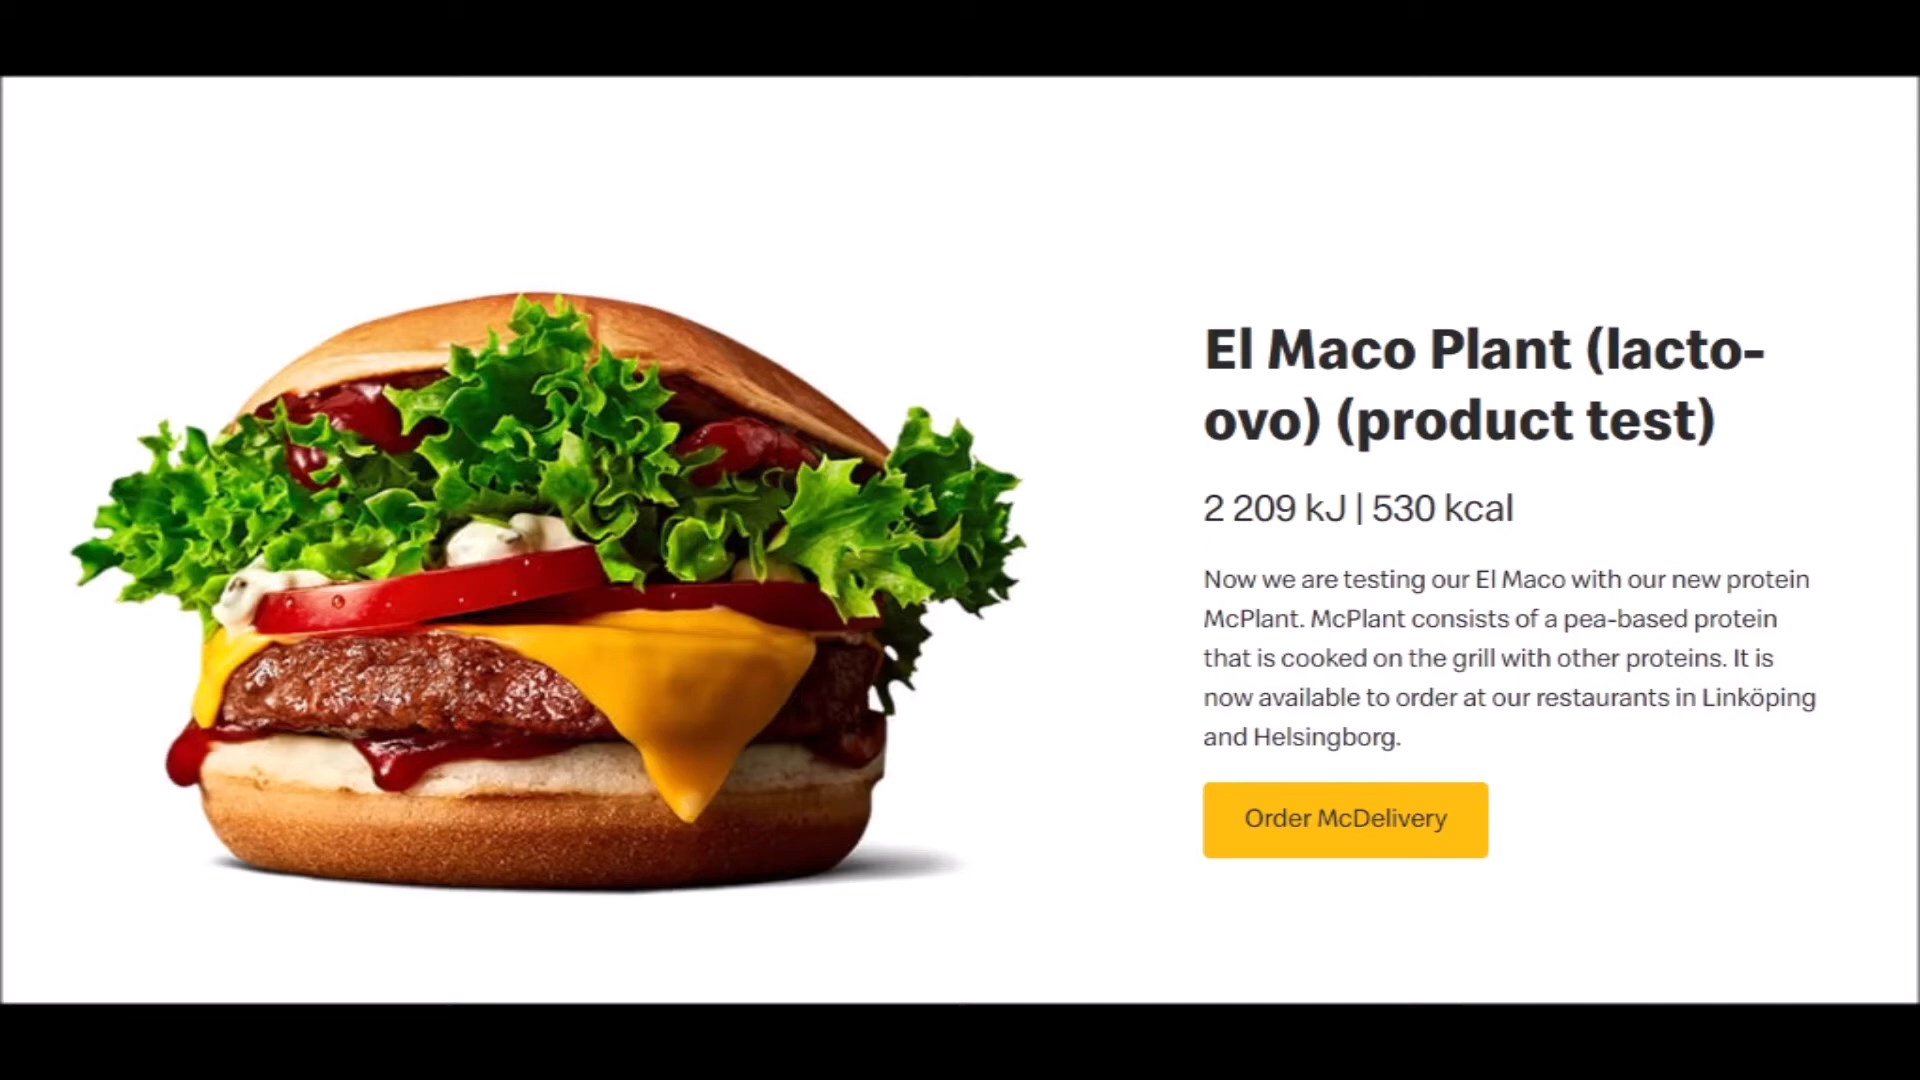 El Maco Plant (lacto-
ovo) (product test)
2 209 kJ | 530 kcal
Now we are testing our El Maco with our new protein
McPlant. McPlant consists of a pea-based protein
that is cooked on the grill with other proteins. It is
now available to order at our restaurants in Linköping
and Helsingborg.
Order McDelivery